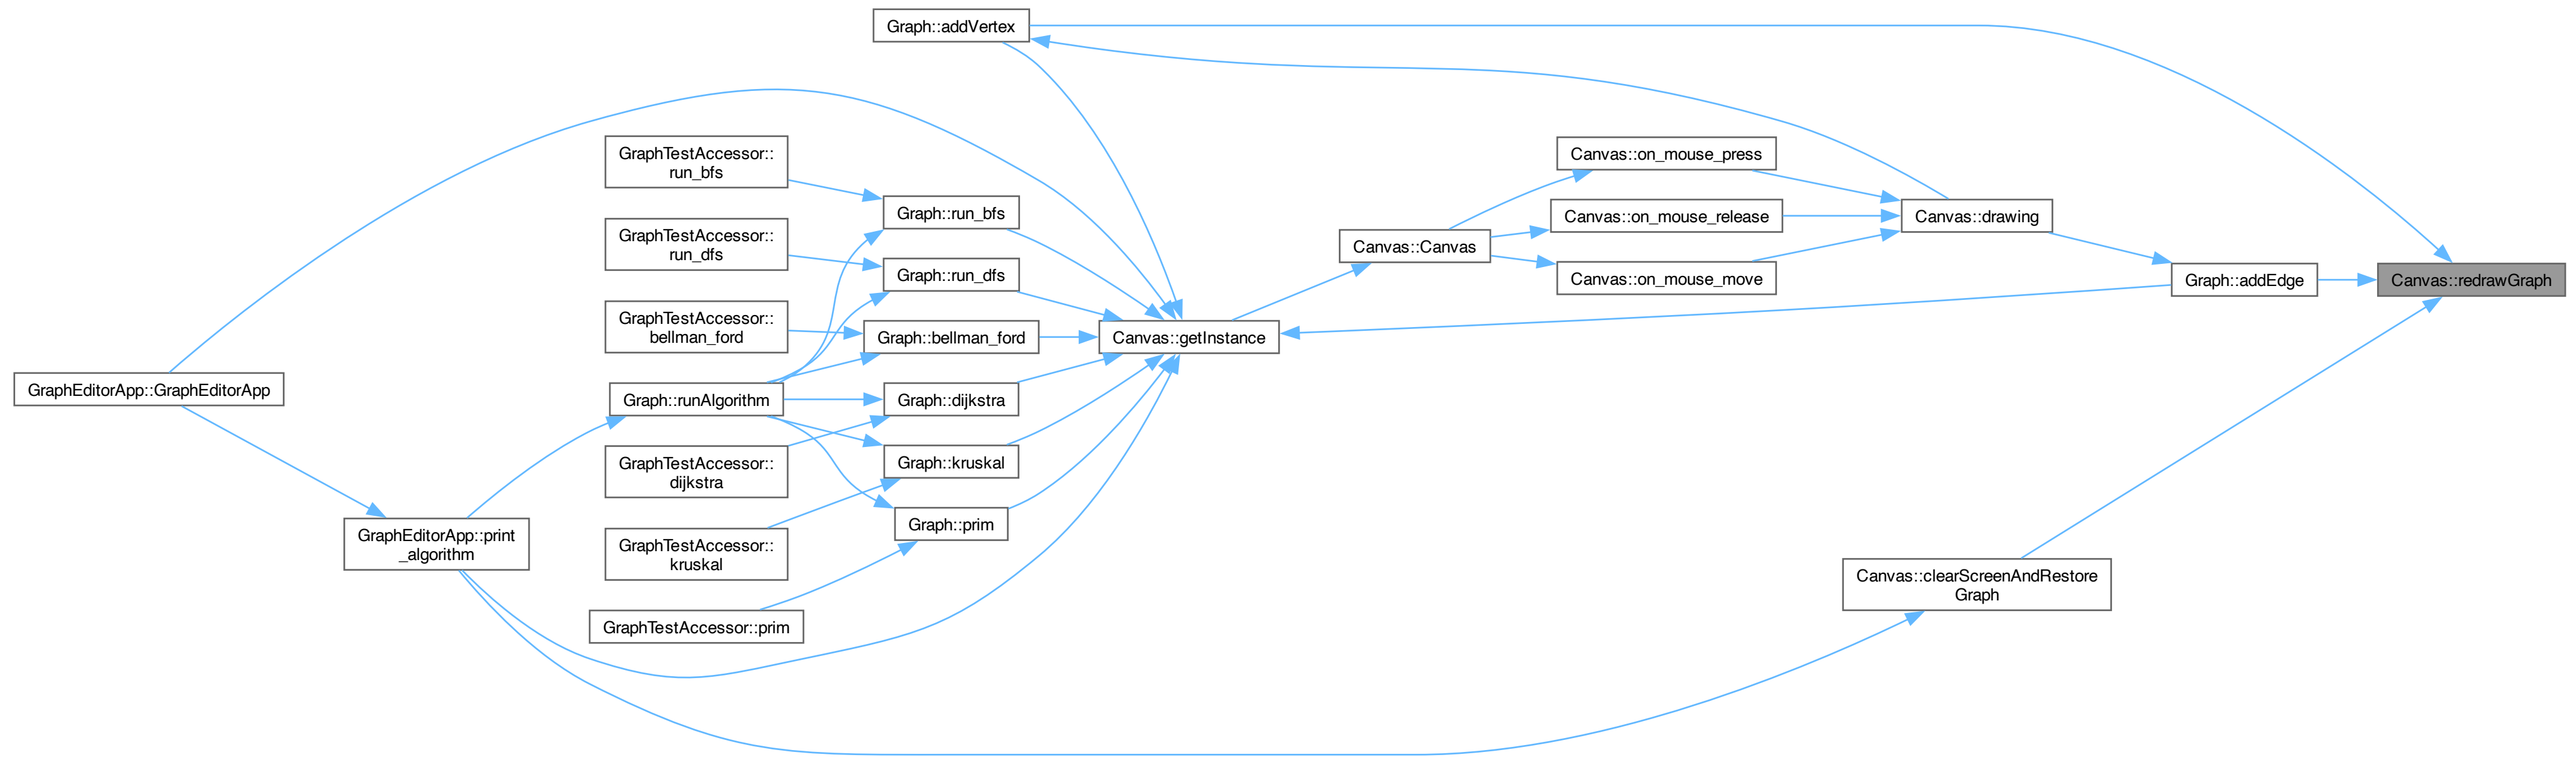 Graph::addVertex
GraphTestAccessor::
run_bfs
Canvas::on_mouse_press
Graph::run_bfs
Canvas::on_mouse_release
Canvas::drawing
GraphTestAccessor::
run_dfs
Canvas::Canvas
Graph::run_dfs
Canvas::on_mouse_move
Graph::addEdge
Canvas::redrawGraph
GraphTestAccessor::
bellman_ford
Graph::bellman_ford
Canvas::getInstance
GraphEditorApp::GraphEditorApp
Graph::runAlgorithm
Graph::dijkstra
GraphTestAccessor::
dijkstra
Graph::kruskal
GraphEditorApp::print
_algorithm
Graph::prim
GraphTestAccessor::
kruskal
Canvas::clearScreenAndRestore
Graph
GraphTestAccessor::prim